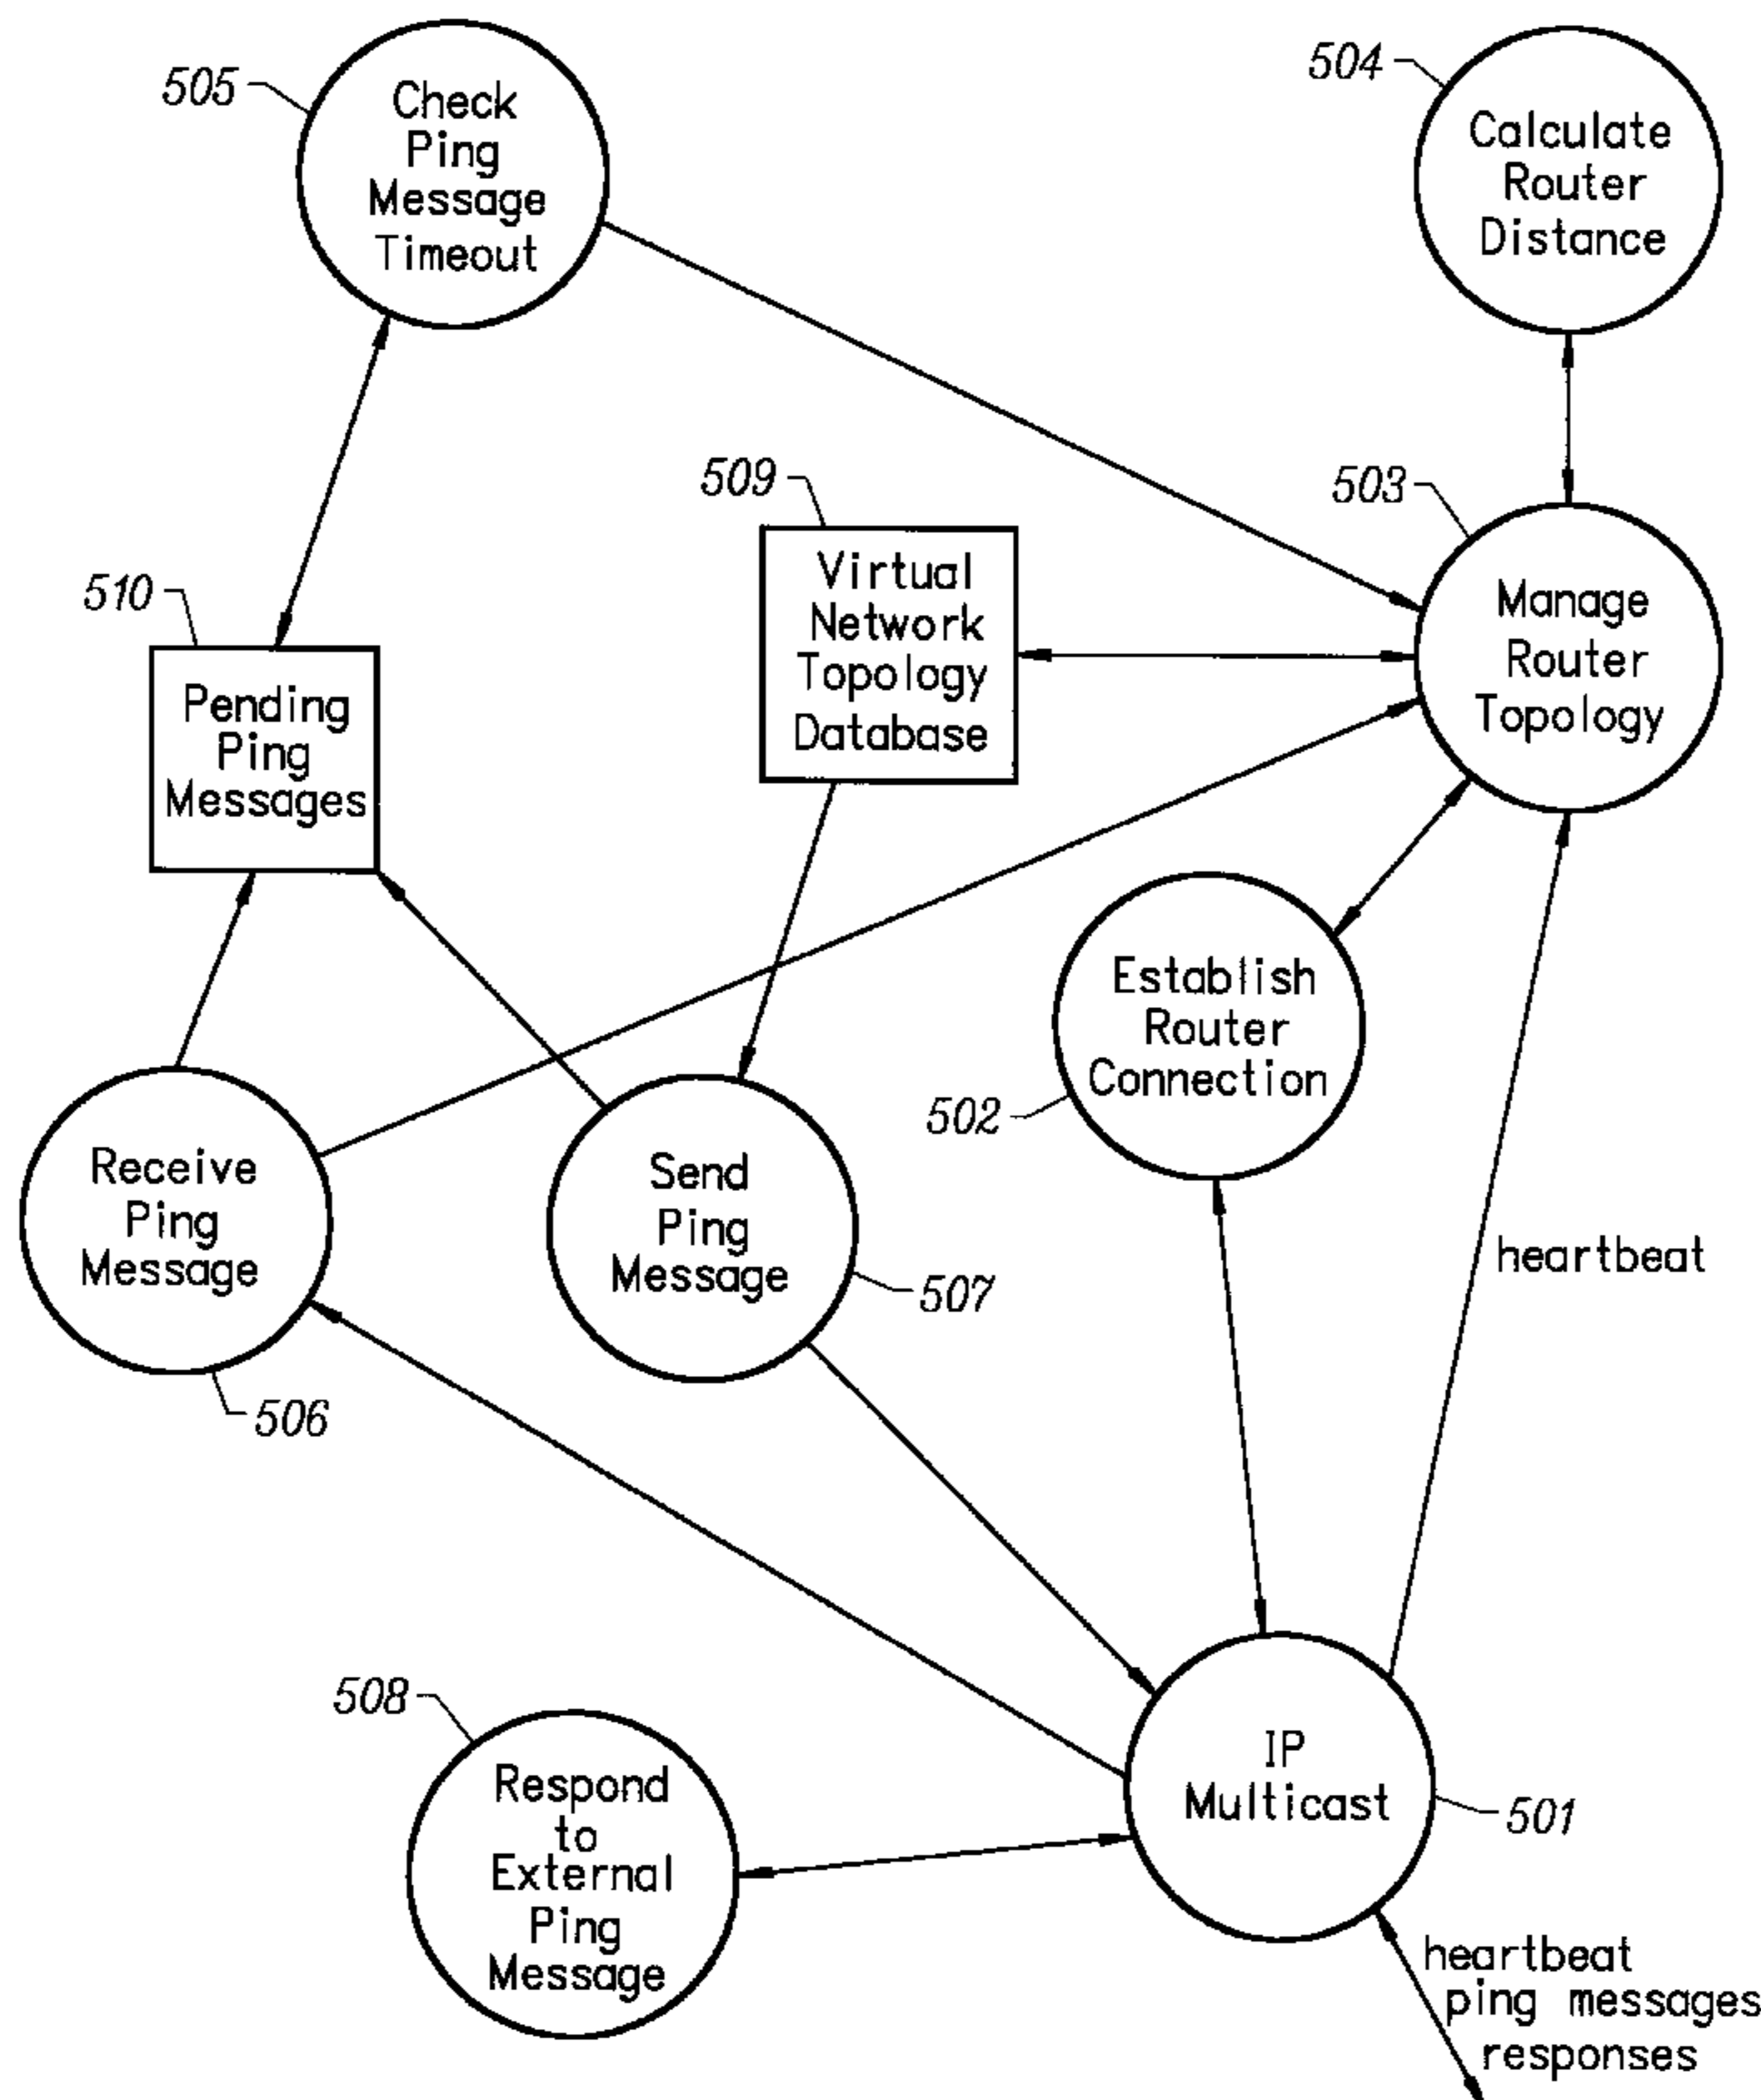 505
Check
Ping
Message
Timeout
504
Calculate
Router
Distance
509
Virtual
Network
Topology
Database
503
Manage
Router
Topology
510
Pending
Ping
Messages
Establish
Router
Connection
502
Receive
Ping
Message
506
Send
Ping
Message
507
heartbeat
508
Respond
to
External
Ping
Message
IP
Multicast
501
heartbeat
ping messages
responses